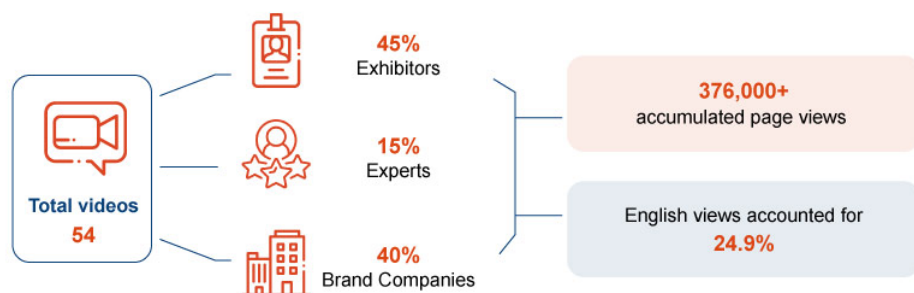 Total videos
54
45%
Exhibitors
15%
Experts
40%
Brand Companies
376,000+
accumulated page views
English views accounted for
24.9%